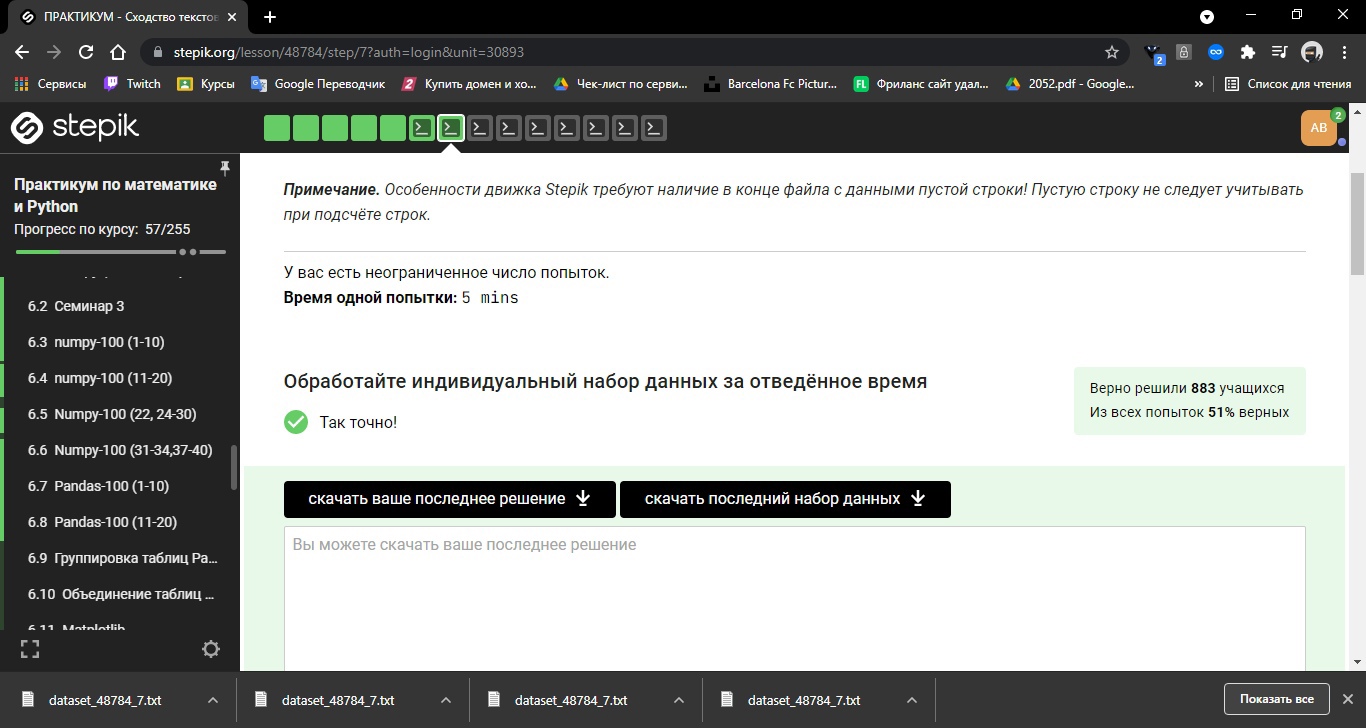 ПРАКТИКУМ - Сходство текстов
stepik.org/lesson/48784/step/7?auth=login&unit=30893
2
Сервисы
Twitch
Курсы
Google Переводчик
Купить домен и хо...
Чек-лист по серви...
Barcelona Fc Pictur...
FL
Фриланс сайт удал...
2052.pdf - Google...
»
Список для чтения
stepik
AB
2
Практикум по математике
и Python
Прогресс по курсу: 57/255
6.2 Семинар 3
6.3 numpy-100 (1-10)
6.4 numpy-100 (11-20)
6.5 Numpy-100 (22, 24-30)
6.6 Numpy-100 (31-34,37-40)
6.7 Pandas-100 (1-10)
6.8 Pandas-100 (11-20)
6.9 Группировка таблиц Pa...
6.10 Объединение таблиц ...
6.11 Matplotlib
Примечание. Особенности движка Stepik требуют наличие в конце файла с данными пустой строки! Пустую строку не следует учитывать
при подсчёте строк.
У вас есть неограниченное число попыток.
Время одной попытки: 5 mins
Обработайте индивидуальный набор данных за отведённое время
Так точно!
Верно решили 883 учащихся
Из всех попыток 51% верных
скачать ваше последнее решение
скачать последний набор данных
Вы можете скачать ваше последнее решение
dataset_48784_7.txt
dataset_48784_7.txt
dataset_48784_7.txt
dataset_48784_7.txt
Показать все